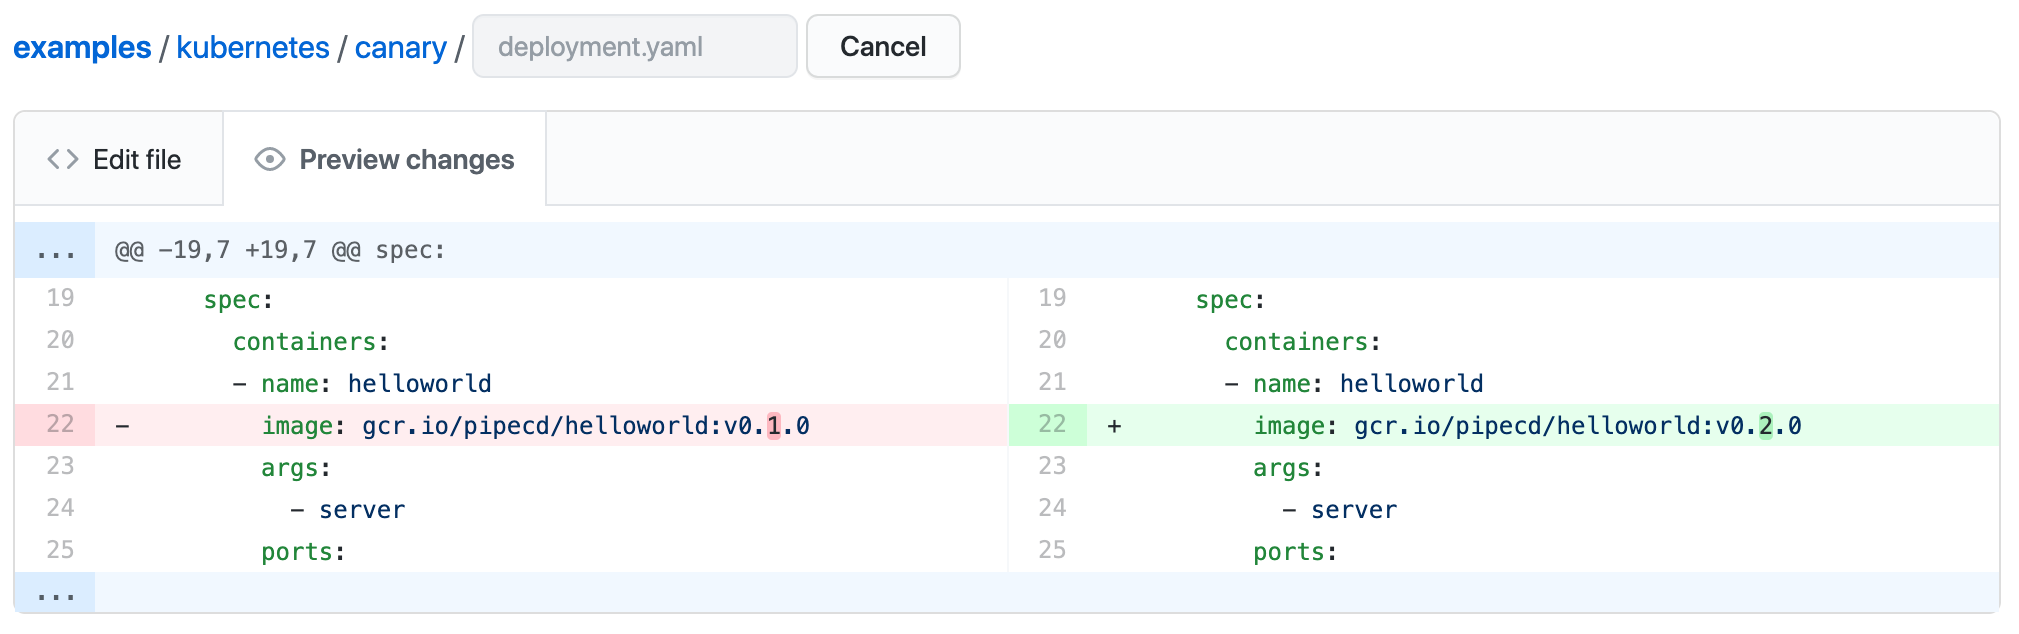 examples / kubernetes / canary / deployment.yaml Cancel
<> Edit file Preview changes
... @@ -19,7 +19,7 @@ spec:
19 spec: 19 spec:
20 containers: 20 containers:
21 - name: helloworld 21 - name: helloworld
22 - image: gcr.io/pipecd/helloworld:v0.1.0 22 + image: gcr.io/pipecd/helloworld:v0.2.0
23 args: 23 args:
24 - server 24 - server
25 ports: 25 ports:
...